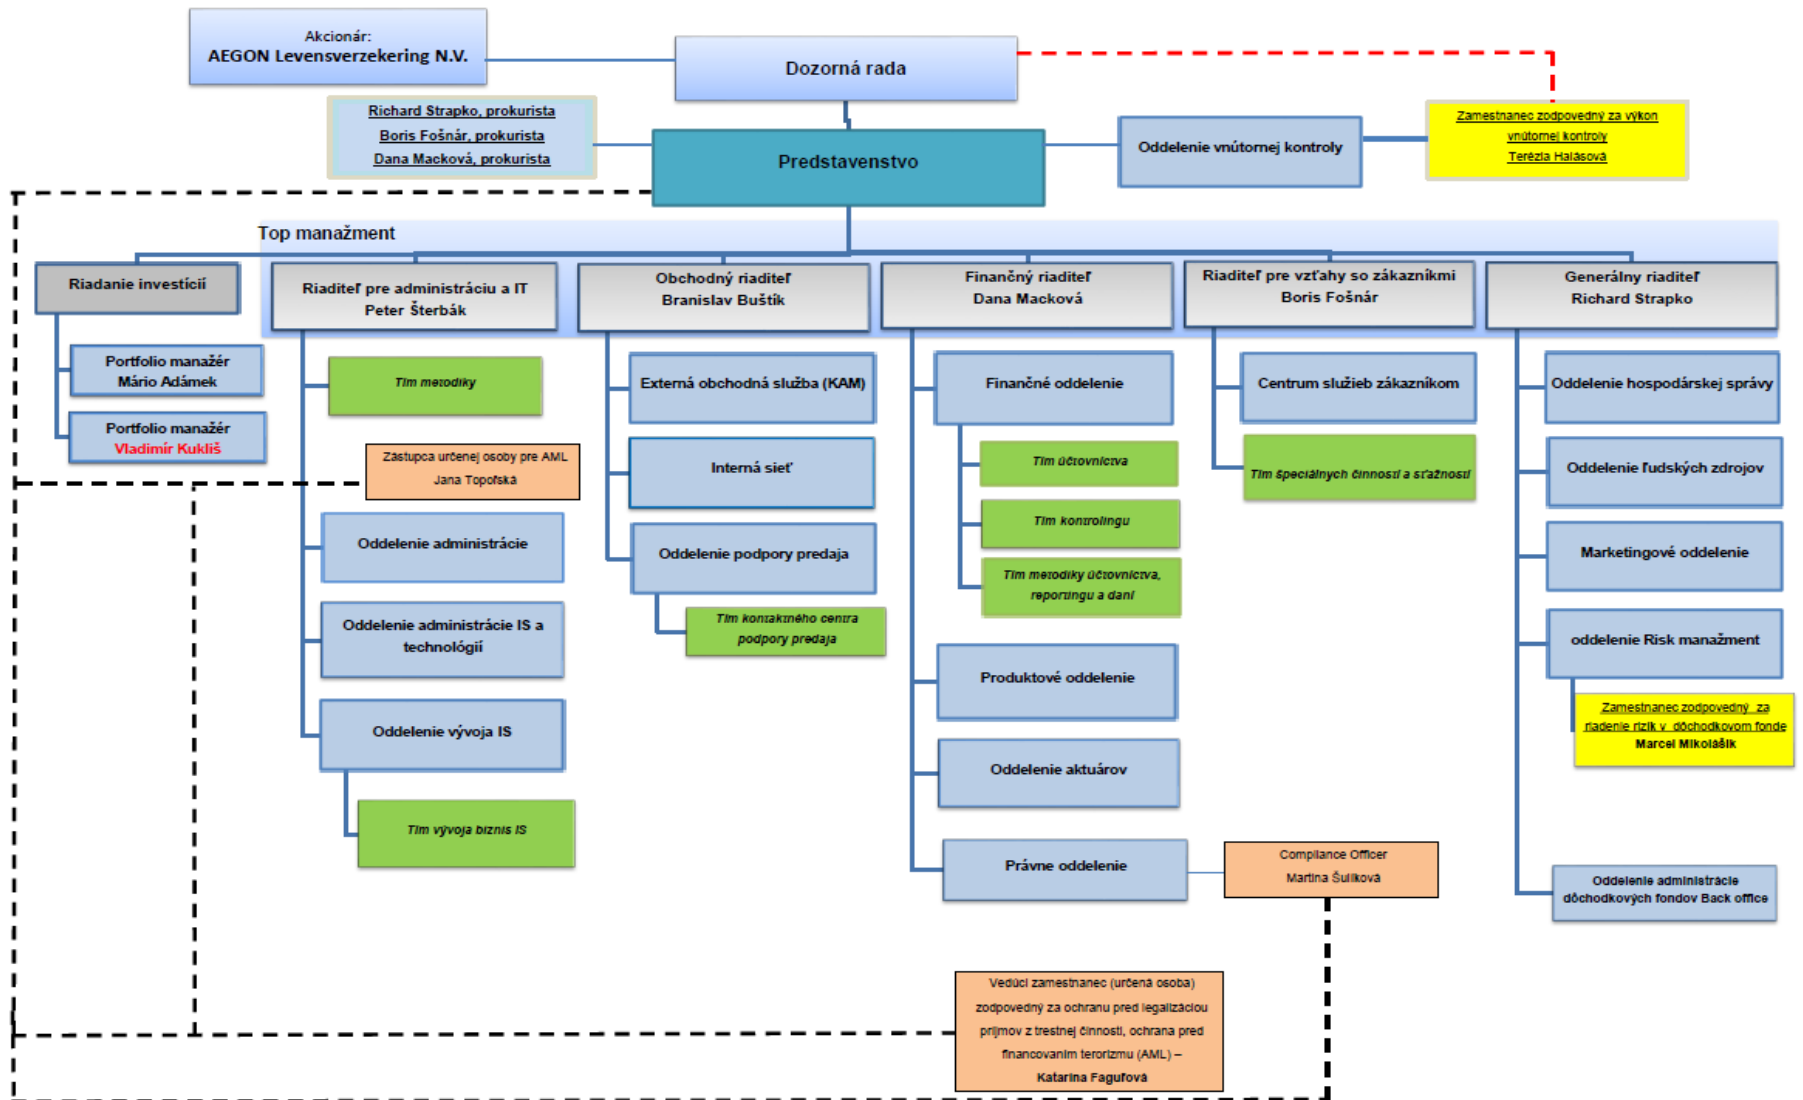 Akcionár:
AEGON Levensverzekering N.V.
Dozorná rada
Richard Strapko, prokurista
Boris Fošnár, prokurista
Dana Macková, prokurista
Predstavenstvo
Oddelenie vnútornej kontroly
Zamestnanec zodpovedný za výkon
vnútornej kontroly
Terézia Halásová
Top manažment
Riadanie investícií
Riaditeľ pre administráciu a IT
Peter Šterbák
Obchodný riaditeľ
Branislav Buštík
Finančný riaditeľ
Dana Macková
Riaditeľ pre vzťahy so zákazníkmi
Boris Fošnár
Generálny riaditeľ
Richard Strapko
Portfolio manažér
Mário Adámek
Portfolio manažér
Vladimír Kukliš
Tím metodiky
Zástupca určenej osoby pre AML
Jana Topoľská
Oddelenie administrácie
Oddelenie administrácie IS a
technológií
Oddelenie vývoja IS
Tím vývoja biznis IS
Externá obchodná služba (KAM)
Interná sieť
Oddelenie podpory predaja
Tím kontaktného centra
podpory predaja
Finančné oddelenie
Tím účtovníctva
Tím kontrolingu
Tím metodiky účtovníctva,
reportingu a daní
Produktové oddelenie
Oddelenie aktuárov
Právne oddelenie
Compliance Officer
Martina Šulíková
Centrum služieb zákazníkom
Tím špeciálnych činností a sťažností
Oddelenie hospodárskej správy
Oddelenie ľudských zdrojov
Marketingové oddelenie
oddelenie Risk manažment
Zamestnanec zodpovedný za
riadenie rizík v dôchodkovom fonde
Marcel Mikolášik
Oddelenie administrácie
dôchodkových fondov Back office
Vedúci zamestnanec (určená osoba)
zodpovedný za ochranu pred legalizáciou
príjmov z trestnej činnosti, ochrana pred
financovaním terorizmu (AML) –
Katarína Faguľová